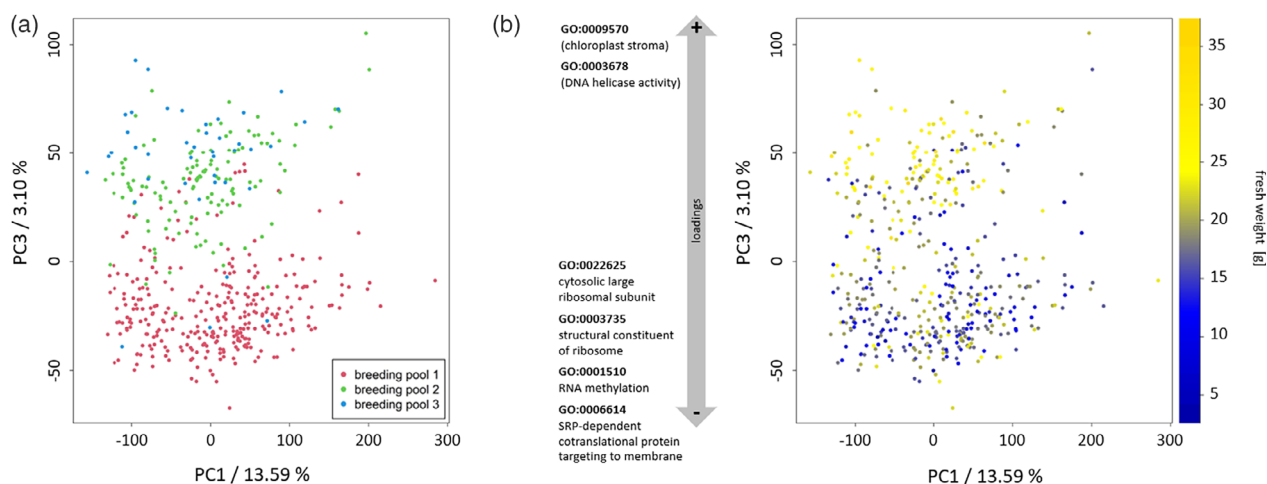 (a)
PC3 / 3.10 %
100
50
0
-50
-100
0
100
200
300
PC1 / 13.59 %
breeding pool 1
breeding pool 2
breeding pool 3
(b)
GO:0009570
(chloroplast stroma)
GO:0003678
(DNA helicase activity)
GO:0022625
cytosolic large
ribosomal subunit
GO:0003735
structural constituent
of ribosome
GO:0001510
RNA methylation
GO:0006614
SRP-dependent
cotranslational protein
targeting to membrane
+
loadings
-
PC3 / 3.10 %
100
50
0
-50
-100
0
100
200
300
PC1 / 13.59 %
35
30
25
20
15
10
5
fresh weight [g]